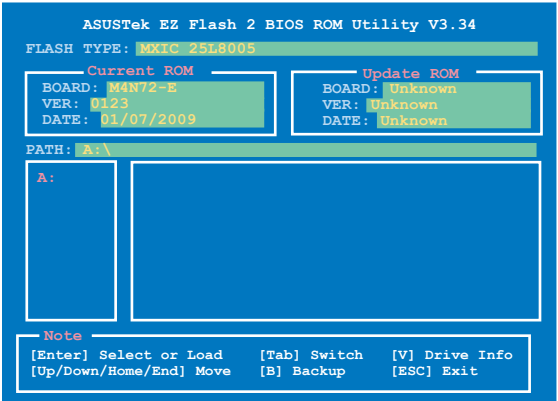 ASUSTek EZ Flash 2 BIOS ROM Utility V3.34
FLASH TYPE: MXIC 25L8005
Current ROM
BOARD: M4N72-E
VER: 0123
DATE: 01/07/2009
Update ROM
BOARD: Unknown
VER: Unknown
DATE: Unknown
PATH: A:\
A:
Note
[Enter] Select or Load [Tab] Switch [V] Drive Info
[Up/Down/Home/End] Move [B] Backup [ESC] Exit